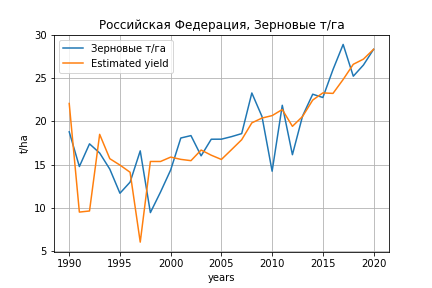 Российская Федерация, Зерновые т/га
Зерновые т/га
Estimated yield
t/ha
30
25
20
15
10
5
1990 1995 2000 2005 2010 2015 2020
years